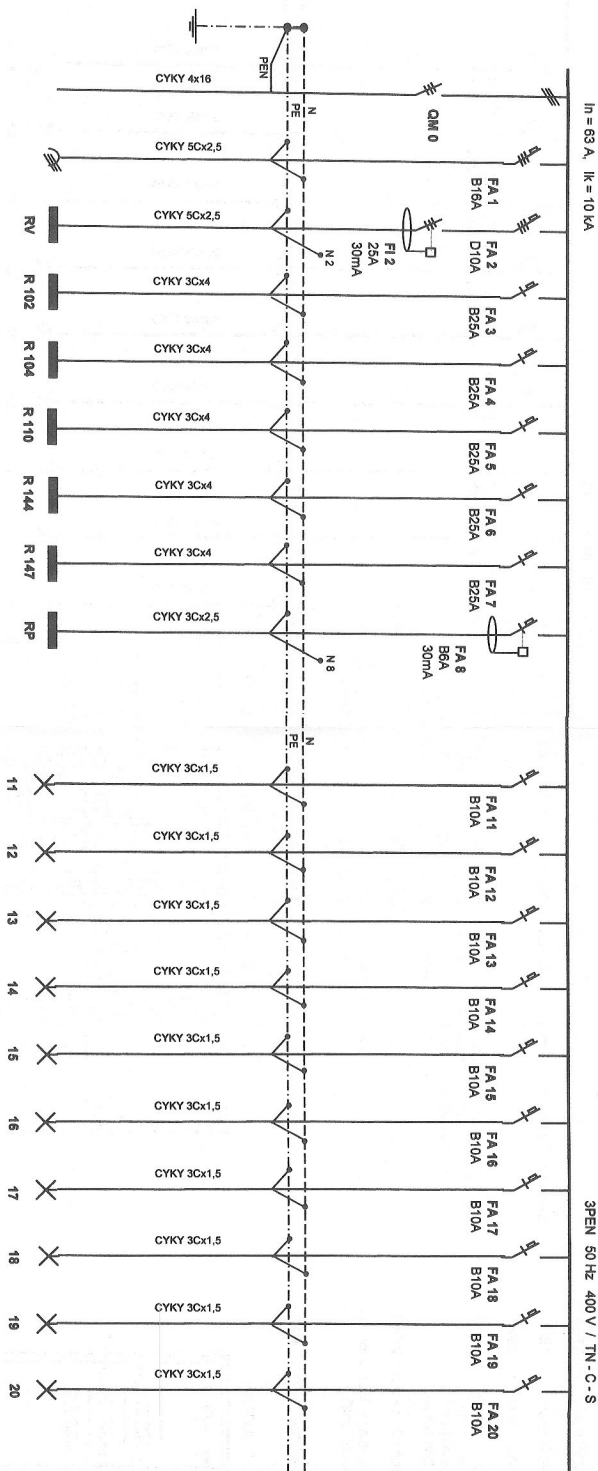 In = 63 A, Ik = 10 kA
3PEN 50 Hz 400 V / TN - C - S
QM 0
PEN
CYKY 4x16
N
PE
FA 1
B16A
CYKY 5Cx2,5
FA 2
D10A
FI 2
25A
30mA
N 2
CYKY 5Cx2,5
RV
FA 3
B25A
CYKY 3Cx4
R 102
FA 4
B25A
CYKY 3Cx4
R 104
FA 5
B25A
CYKY 3Cx4
R 110
FA 6
B25A
CYKY 3Cx4
R 144
FA 7
B25A
CYKY 3Cx4
R 147
FA 8
B6A
30mA
N 8
CYKY 3Cx2,5
RP
N
PE
FA 11
B10A
CYKY 3Cx1,5
11
FA 12
B10A
CYKY 3Cx1,5
12
FA 13
B10A
CYKY 3Cx1,5
13
FA 14
B10A
CYKY 3Cx1,5
14
FA 15
B10A
CYKY 3Cx1,5
15
FA 16
B10A
CYKY 3Cx1,5
16
FA 17
B10A
CYKY 3Cx1,5
17
FA 18
B10A
CYKY 3Cx1,5
18
FA 19
B10A
CYKY 3Cx1,5
19
FA 20
B10A
CYKY 3Cx1,5
20